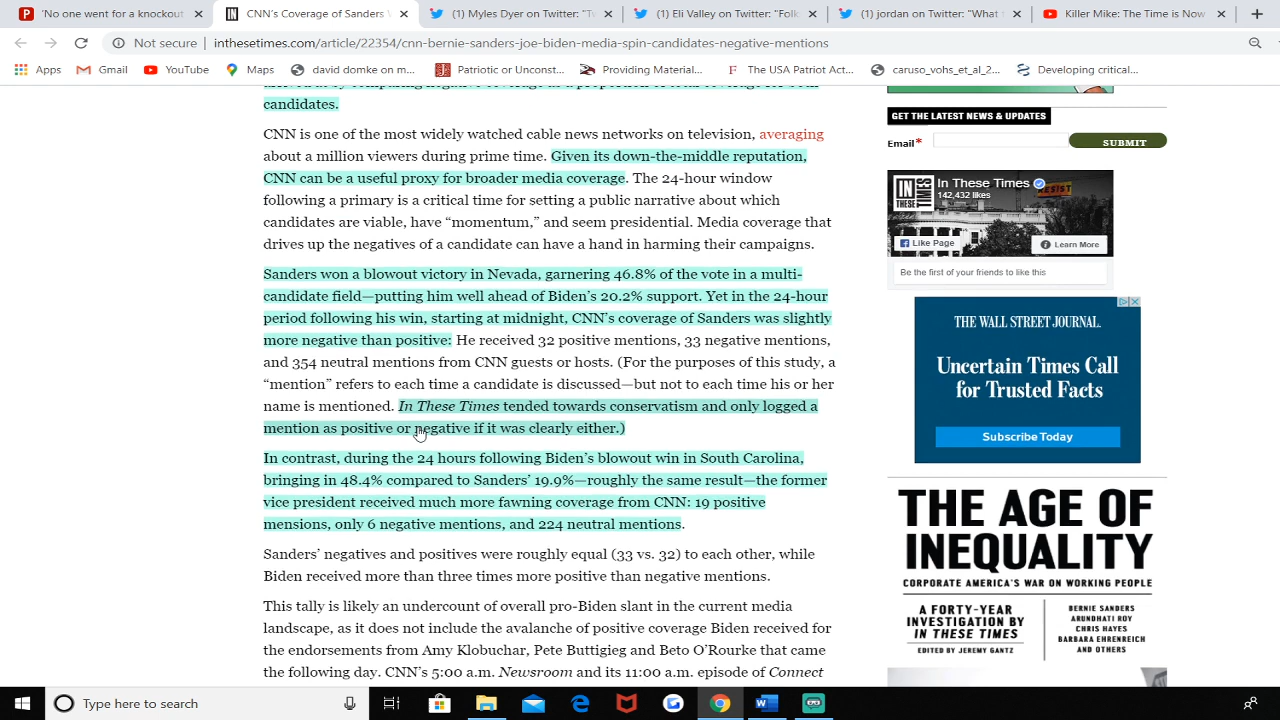 'No one went for a knockout
CNN's Coverage of Sanders W
Myles on Twitter: "Tv
(1) Eli Valley on Twitter: "Folk
(1) jordan on Twitter: "
Killer Mike: Time is Now
Not secure
inthesetimes.com/article/22354/cnn-bernie-sanders-joe-biden-media-spin-candidates-negative-mentions
Apps
Gmail
YouTube
Maps
david domke on m...
Patriotic or Unconst...
Providing Material...
The USA Patriot Act...
caruso_vohs_et_al_2...
Developing critical...
candidates.
CNN is one of the most widely watched cable news networks on television, averaging
about a million viewers during prime time. Given its down-the-middle reputation,
CNN can be a useful proxy for broader media coverage. The 24-hour window
following a primary is a critical time for setting a public narrative about which
candidates are viable, have "momentum," and seem presidential. Media coverage that
drives up the negatives of a candidate can have a hand in harming their campaigns.
Sanders won a blowout victory in Nevada, garnering 46.8% of the vote in a multi-
candidate field—putting him well ahead of Biden's 20.2% support. Yet in the 24-hour
period following his win, starting at midnight, CNN's coverage of Sanders was slightly
more negative than positive: He received 32 positive mentions, 33 negative mentions,
and 354 neutral mentions from CNN guests or hosts. (For the purposes of this study, a
"mention" refers to each time a candidate is discussed—but not to each time his or her
name is mentioned. In These Times tended towards conservatism and only logged a
mention as positive or negative if it was clearly either.)
In contrast, during the 24 hours following Biden's blowout win in South Carolina,
bringing in 48.4% compared to Sanders' 19.9%—roughly the same result—the former
vice president received much more fawning coverage from CNN: 19 positive
mensions, only 6 negative mentions, and 224 neutral mentions.
Sanders' negatives and positives were roughly equal (33 vs. 32) to each other, while
Biden received more than three times more positive than negative mentions.
This tally is likely an undercount of overall pro-Biden slant in the current media
landscape, as it doesn't include the avalanche of positive coverage Biden received for
the endorsements from Amy Klobuchar, Pete Buttigieg and Beto O'Rourke that came
the following day. CNN's 5:00 a.m. Newsroom and its 11:00 a.m. episode of Connect
GET THE LATEST NEWS & UPDATES
Email*
SUBMIT
IN THESE TIMES
In These Times
142,432 likes
RESIST
Like Page
Learn More
Be the first of your friends to like this
THE WALL STREET JOURNAL.
Uncertain Times Call
for Trusted Facts
Subscribe Today
THE AGE OF
INEQUALITY
CORPORATE AMERICA'S WAR ON WORKING PEOPLE
A FORTY-YEAR
INVESTIGATION BY
IN THESE TIMES
EDITED BY JEREMY GANTZ
BERNIE SANDERS
ARUNDHATI ROY
CHRIS HAYES
BARBARA EHRENREICH
AND OTHERS
Type here to search